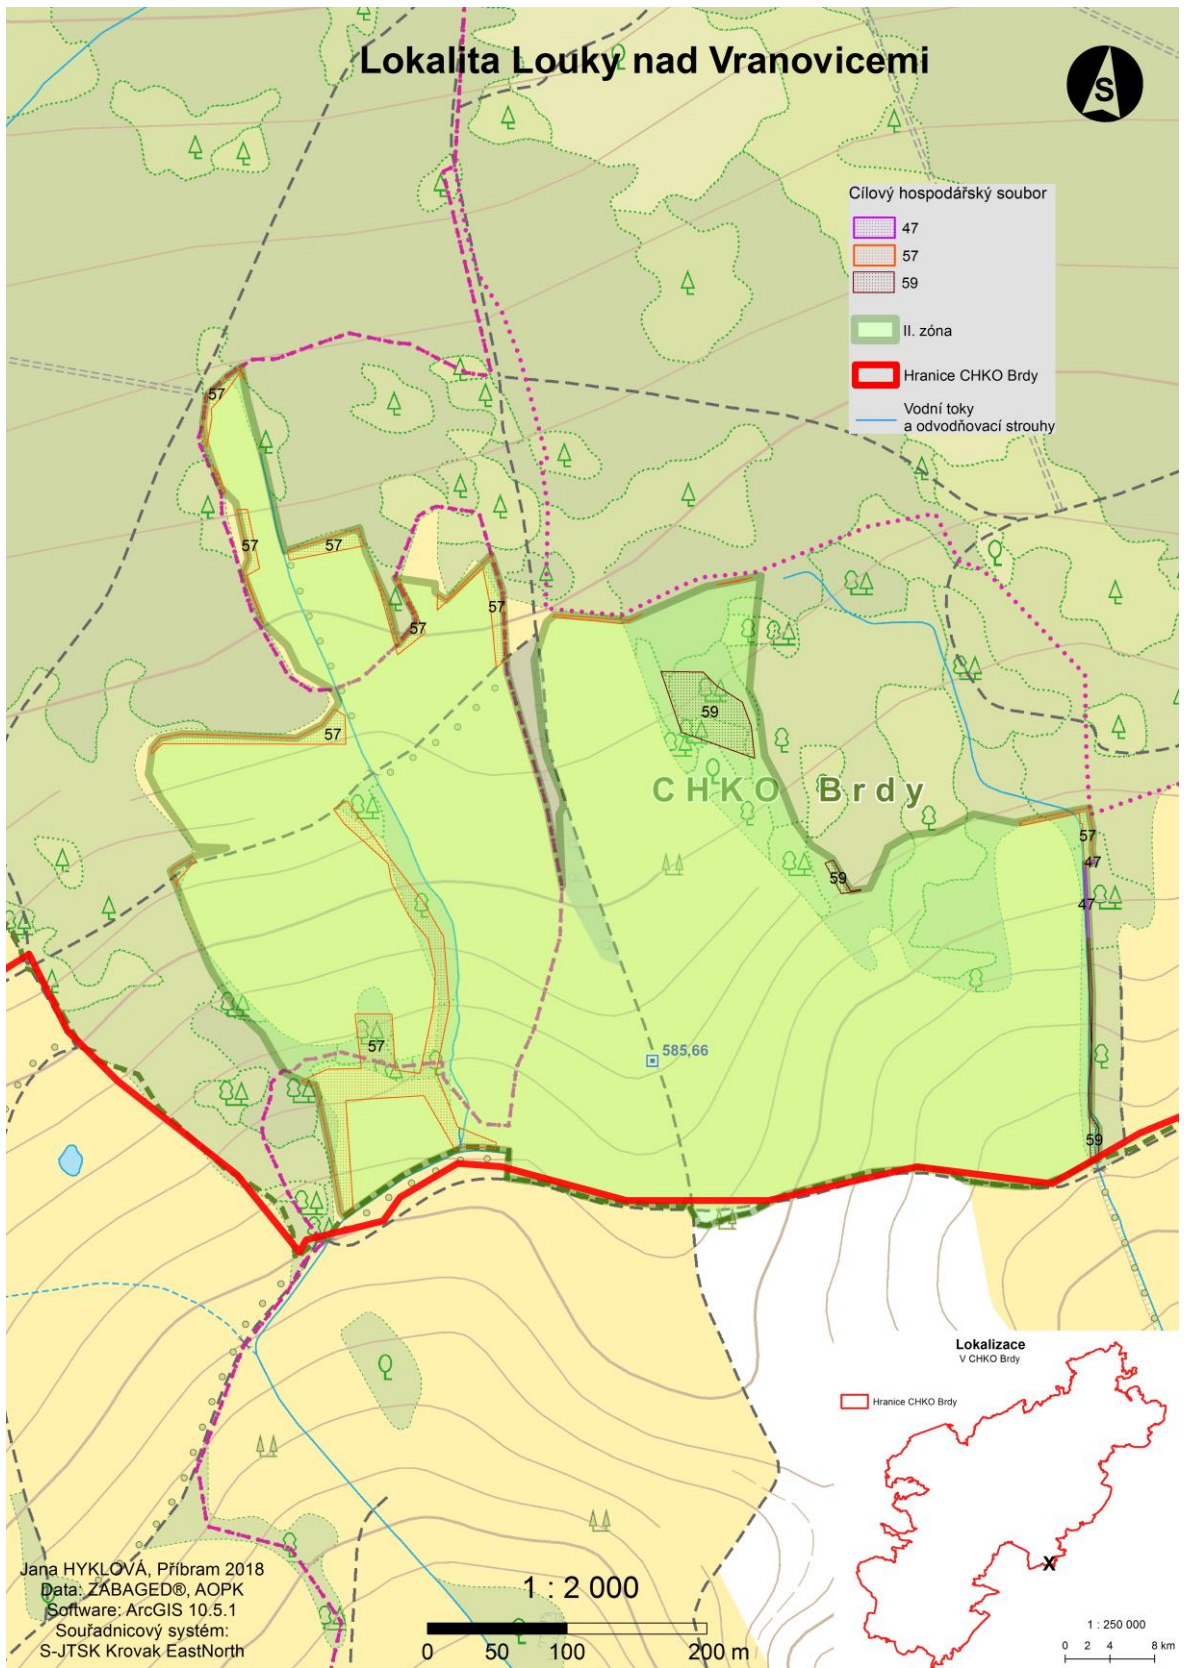 Lokalita Louky nad Vranovicemi
S
Cílový hospodářský soubor
47
57
59
II. zóna
Hranice CHKO Brdy
Vodní toky
a odvodňovací strouhy
57
57
57
57
57
57
59
CHKO Brdy
57
47
59
47
57
585,66
59
Lokalizace
V CHKO Brdy
Hranice CHKO Brdy
X
1 : 250 000
0 2 4 8 km
Jana HYKLOVÁ, Příbram 2018
Data: ZABAGED®, AOPK
Software: ArcGIS 10.5.1
Souřadnicový systém:
S-JTSK Krovak EastNorth
1 : 2 000
0 50 100 200 m